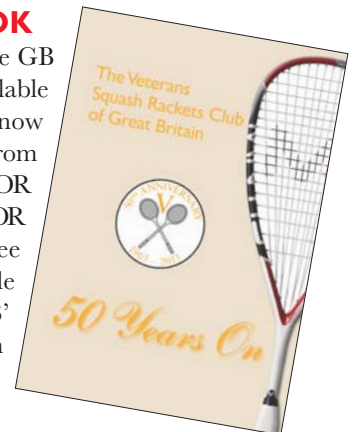 OK
e GB
lable
now
rom
OR
OR
ee
le
s'
n
The Veterans
Squash Rackets Club
of Great Britain
50TH ANNIVERSARY
V
1963 - 2013
50 Years On